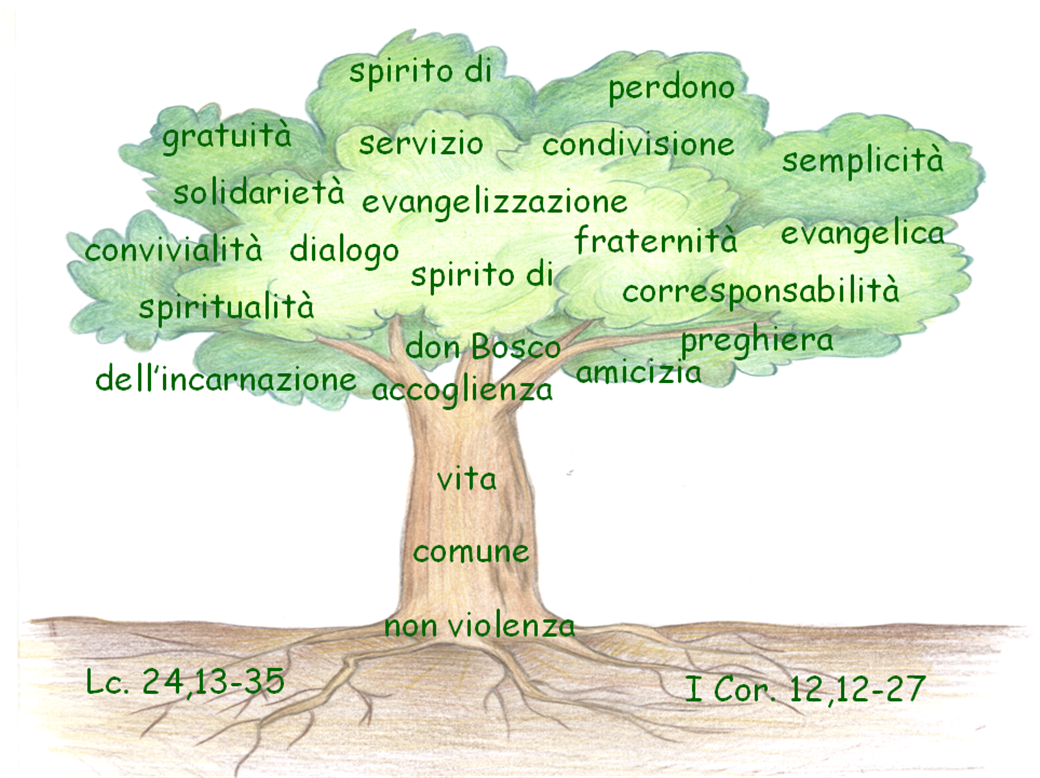 spirito di
perdono
gratuità
servizio
condivisione
semplicità
solidarietà
evangelizzazione
convivialità
dialogo
fraternità
evangelica
spirito di
corresponsabilità
spiritualità
don Bosco
preghiera
dell'incarnazione
accoglienza
amicizia
vita
comune
non violenza
Lc. 24,13-35
I Cor. 12,12-27